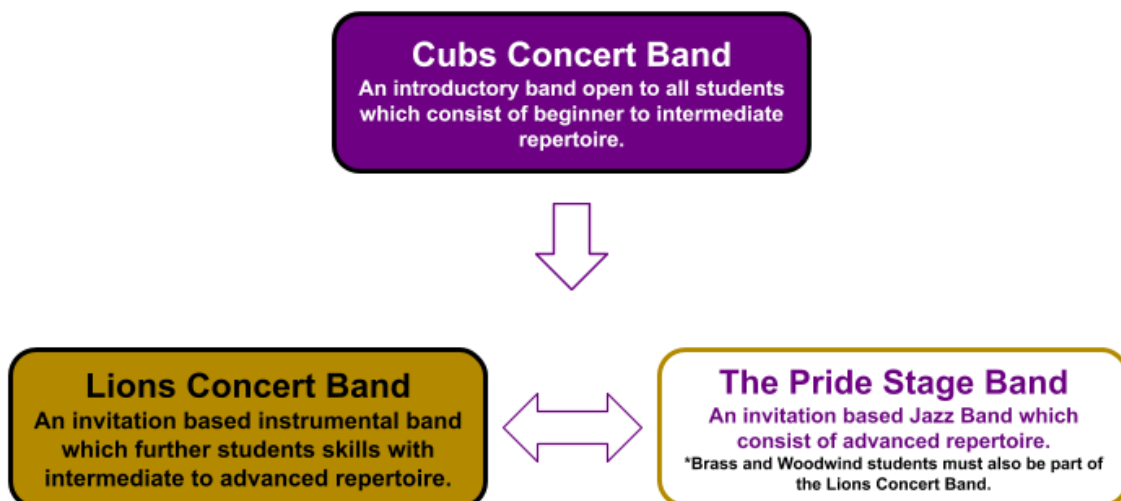 Cubs Concert Band
An introductory band open to all students
which consist of beginner to intermediate
repertoire.
Lions Concert Band
An invitation based instrumental band
which further students skills with
intermediate to advanced repertoire.
The Pride Stage Band
An invitation based Jazz Band which
consist of advanced repertoire.
*Brass and Woodwind students must also be part of
the Lions Concert Band.